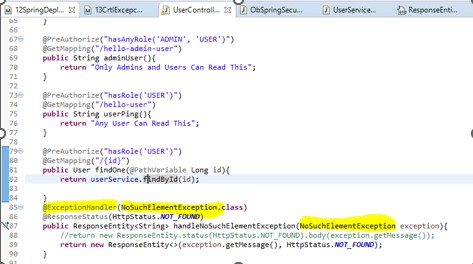 12SpringDepl...
13CrtlExcepc...
UserControll...
ObSpringSecu...
UserService...
ResponseEnti...
65 }
66
67 @PreAuthorize("hasAnyRole('ADMIN', 'USER')")
68 @GetMapping("/hello-admin-user")
69 public String adminUser(){
70 return "Only Admins and Users Can Read This";
71 }
72
73 @PreAuthorize("hasRole('USER')")
74 @GetMapping("/hello-user")
75 public String userPing(){
76 return "Any User Can Read This";
77 }
78
79 @PreAuthorize("hasRole('USER')")
80 @GetMapping("/{id}")
81 public User findOne(@PathVariable Long id){
82 return userService.findById(id);
83 }
84
85 @ExceptionHandler(NoSuchElementException.class)
86 @ResponseStatus(HttpStatus.NOT_FOUND)
87 public ResponseEntity<String> handleNoSuchElementException(NoSuchElementException exception){
88 //return new ResponseEntity.status(HttpStatus.NOT_FOUND).body(exception.getMessage());
89 return new ResponseEntity<>(exception.getMessage(), HttpStatus.NOT_FOUND);
90 }